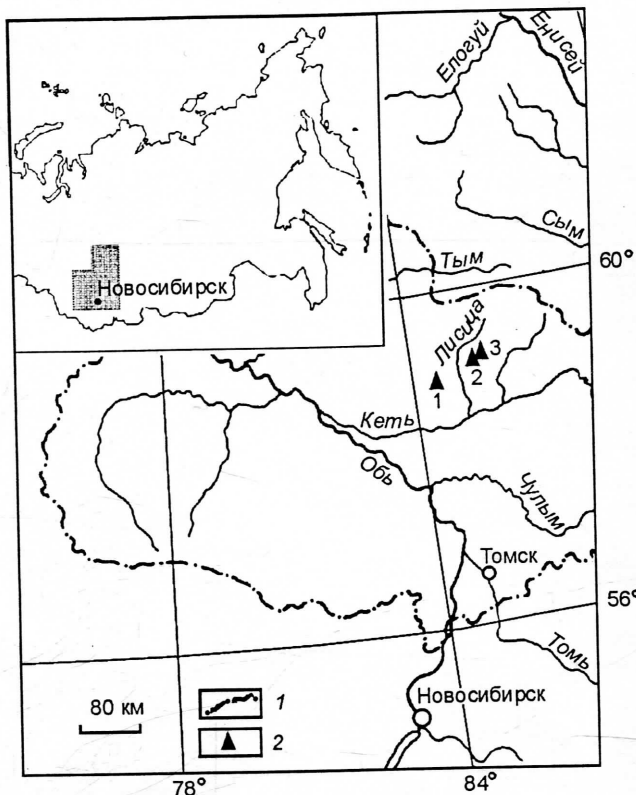 Новосибирск
Елогуй
Енисей
Сым
Тым
60°
Лисица
3
2
1
Кеть
Обь
Чулым
Томск
56°
Томь
Новосибирск
80 км
1
2
78°
84°